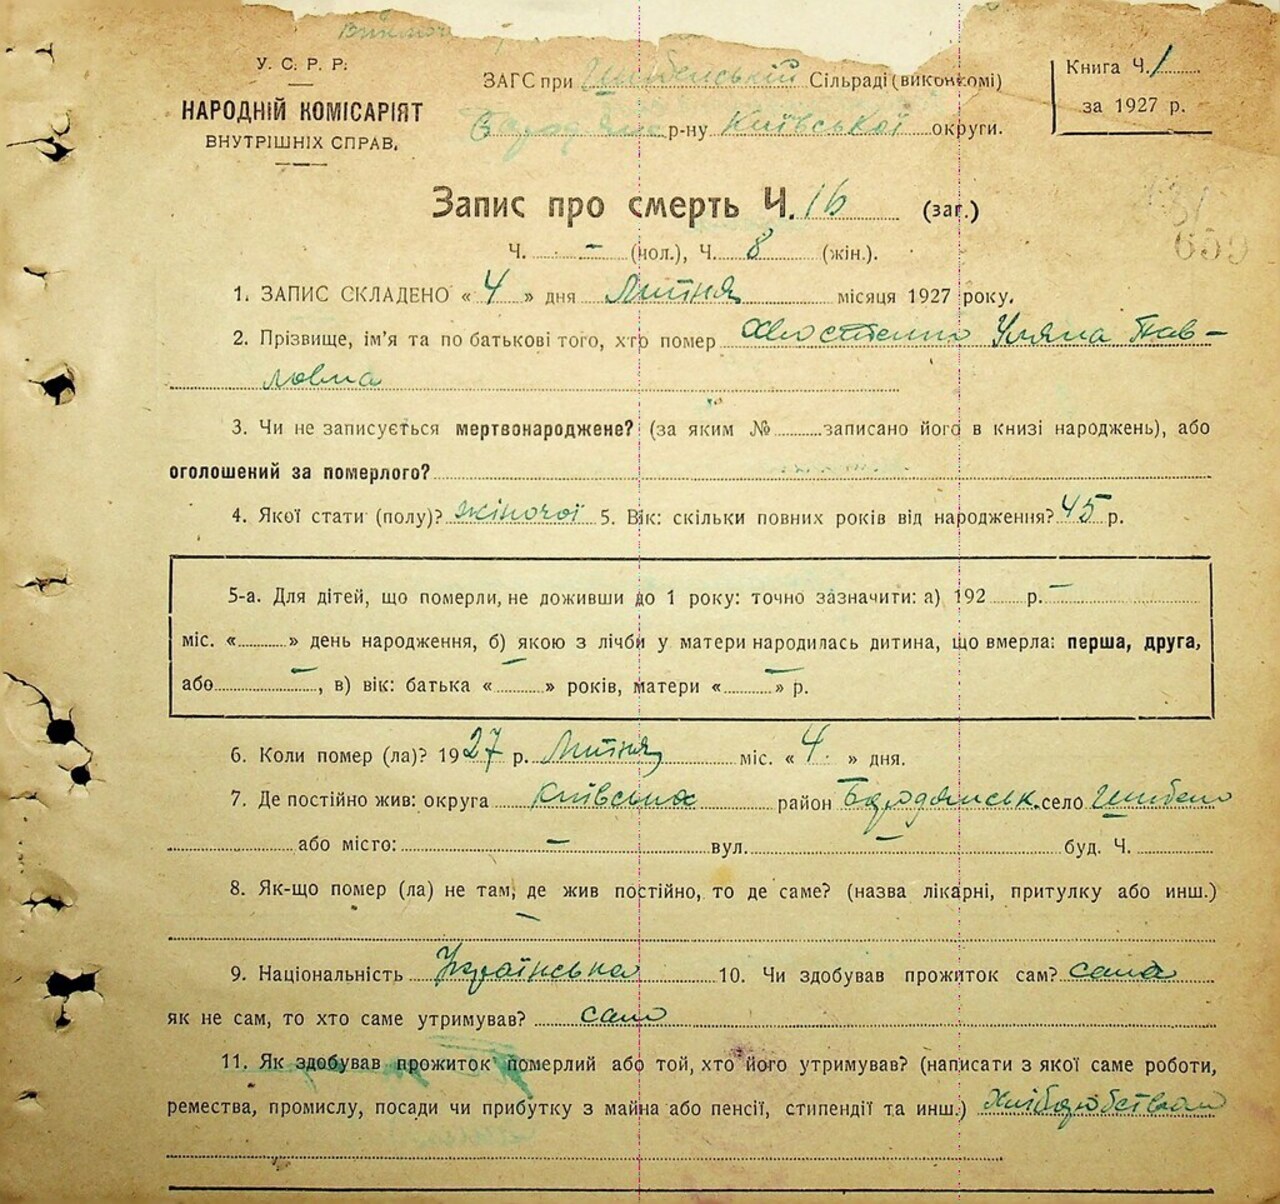 У. С. Р. Р.
НАРОДНІЙ КОМІСАРІЯТ
ВНУТРІШНІХ СПРАВ.
ЗАГС при Шибенській Сільраді (виконкомі)
Бородянс р-ну Київської округи.
Книга Ч. 1
за 1927 р.
Запис про смерть Ч. 16 (заг.)
Ч. – (чол.), Ч. 8 (жін.).
659
1. ЗАПИС СКЛАДЕНО « 4 » дня Липня місяця 1927 року.
2. Прізвище, ім'я та по батькові того, хто помер Хвостенко Уляна Пав-
ловна
3. Чи не записується мертвонароджене? (за яким № записано його в книзі народжень), або
оголошений за померлого?
4. Якої стати (полу)? жіночої 5. Вік: скільки повних років від народження? 45 р.
5-а. Для дітей, що померли, не доживши до 1 року: точно зазначити: а) 192 р. –
міс. « » день народження, б) якою з лічби у матери народилась дитина, що вмерла: перша, друга,
або – , в) вік: батька « – » років, матери « – » р.
6. Коли помер (ла)? 1927 р. Липня міс. « 4 » дня.
7. Де постійно жив: округа Київська район Бородянськ. село Шибено
або місто: – вул. – буд. Ч.
8. Як-що помер (ла) не там, де жив постійно, то де саме? (назва лікарні, притулку або инш.)
–
9. Національність Українська 10. Чи здобував прожиток сам? сама
як не сам, то хто саме утримував? само
11. Як здобував прожиток померлий або той, хто його утримував? (написати з якої саме роботи,
ремества, промислу, посади чи прибутку з майна або пенсії, стипендії та инш.) Хліборобством